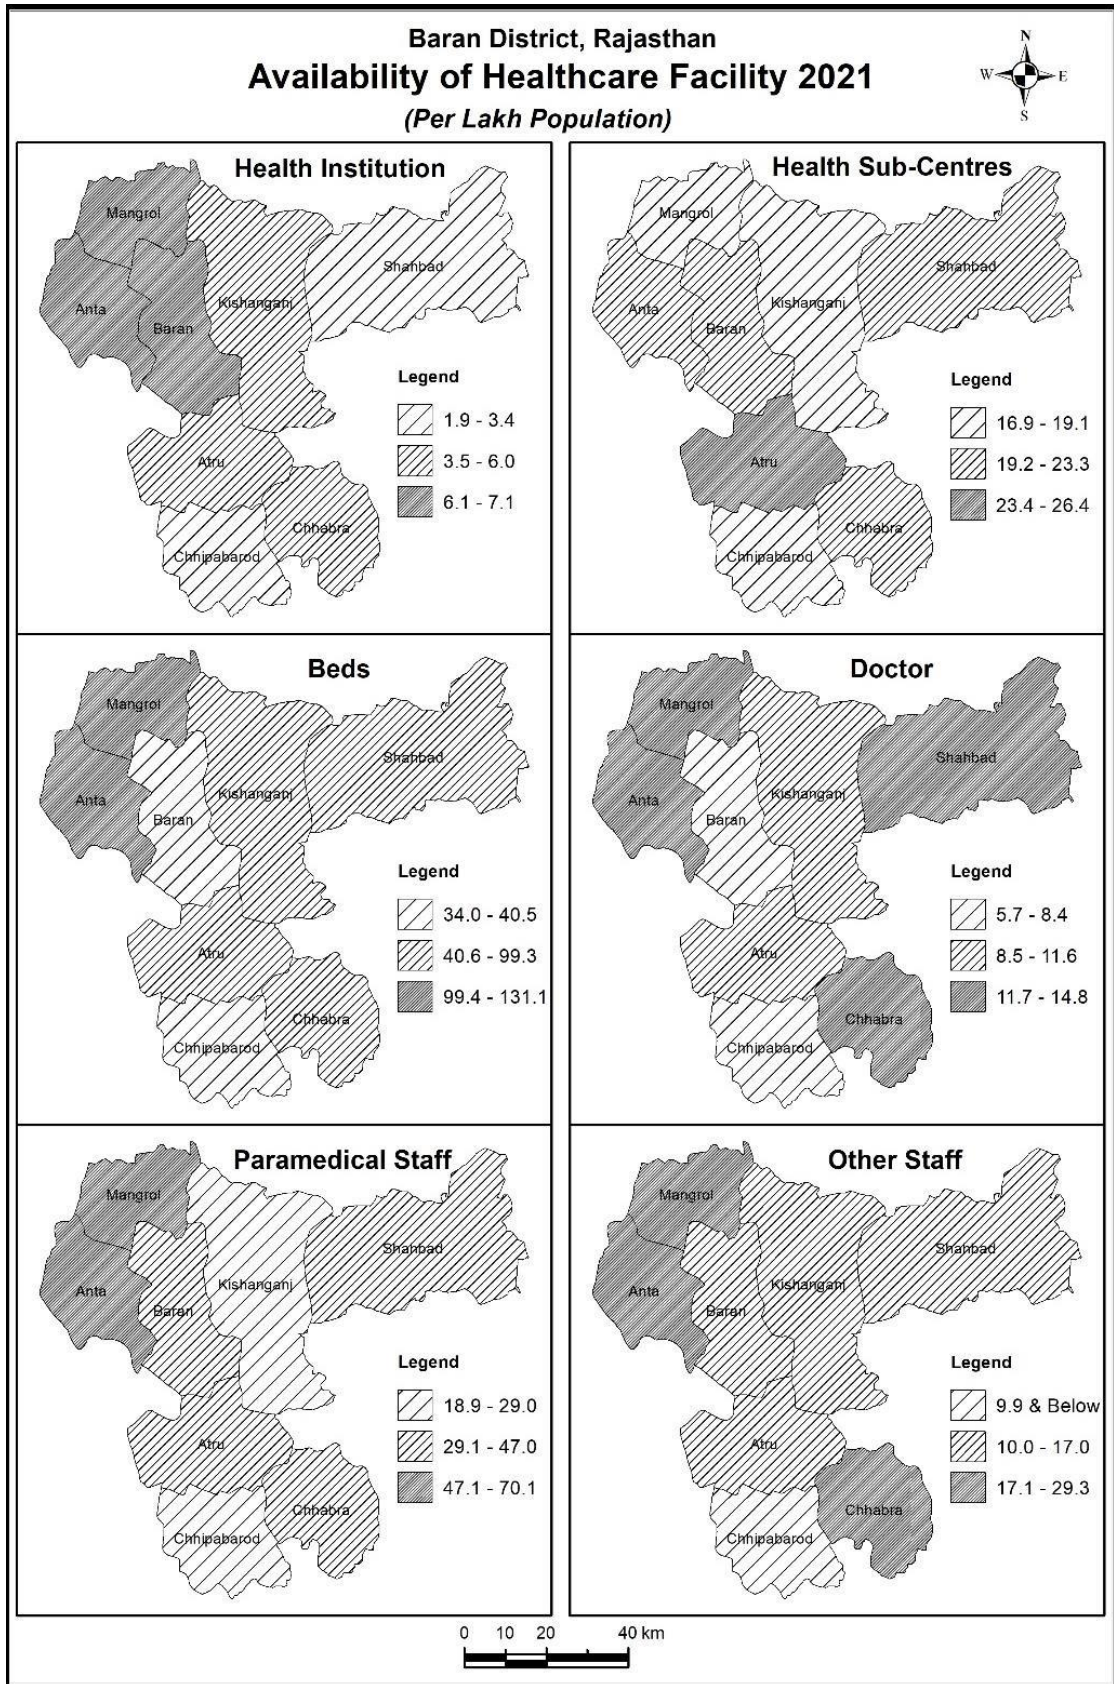 Baran District, Rajasthan
Availability of Healthcare Facility 2021
(Per Lakh Population)
N
W
E
S
Health Institution
Mangrol
Anta
Baran
Kishanganj
Shahbad
Atru
Chhabra
Chhipabarod
Legend
1.9 - 3.4
3.5 - 6.0
6.1 - 7.1
Health Sub-Centres
Mangrol
Anta
Baran
Kishanganj
Shahbad
Atru
Chhabra
Chhipabarod
Legend
16.9 - 19.1
19.2 - 23.3
23.4 - 26.4
Beds
Mangrol
Anta
Baran
Kishanganj
Shahbad
Atru
Chhabra
Chhipabarod
Legend
34.0 - 40.5
40.6 - 99.3
99.4 - 131.1
Doctor
Mangrol
Anta
Baran
Kishanganj
Shahbad
Atru
Chhabra
Chhipabarod
Legend
5.7 - 8.4
8.5 - 11.6
11.7 - 14.8
Paramedical Staff
Mangrol
Anta
Baran
Kishanganj
Shahbad
Atru
Chhabra
Chhipabarod
Legend
18.9 - 29.0
29.1 - 47.0
47.1 - 70.1
Other Staff
Mangrol
Anta
Baran
Kishanganj
Shahbad
Atru
Chhabra
Chhipabarod
Legend
9.9 & Below
10.0 - 17.0
17.1 - 29.3
0 10 20 40 km